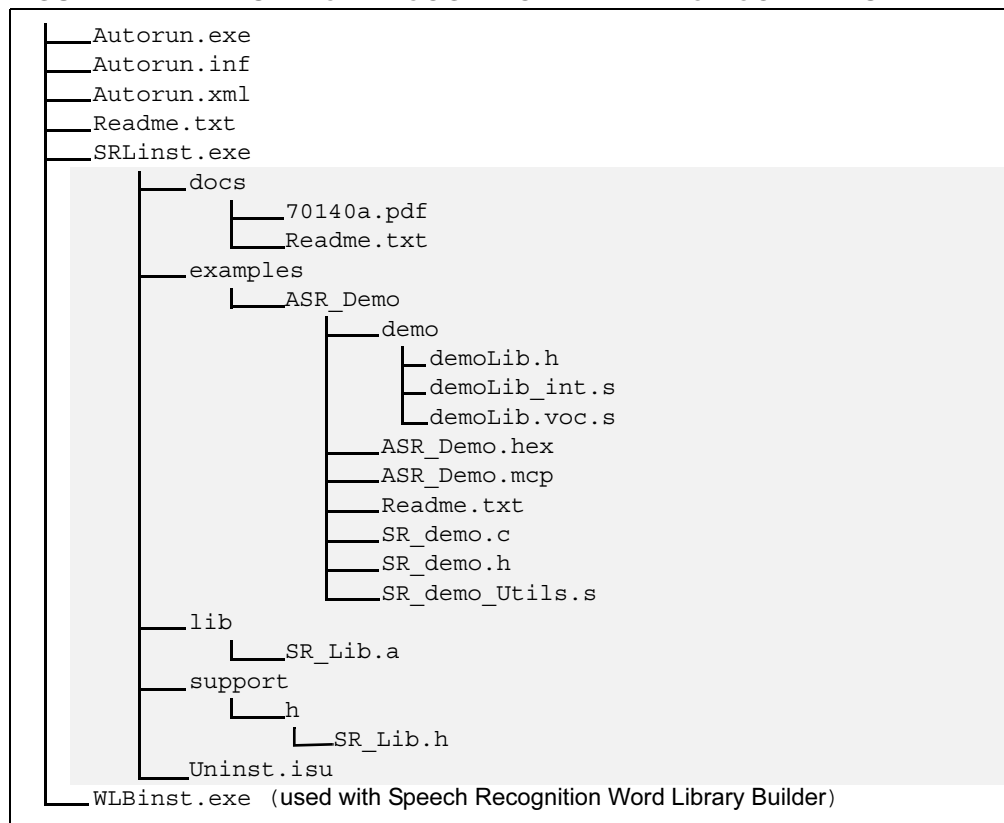 Autorun.exe
Autorun.inf
Autorun.xml
Readme.txt
SRLinst.exe
docs
70140a.pdf
Readme.txt
examples
ASR_Demo
demo
demoLib.h
demoLib_int.s
demoLib.voc.s
ASR_Demo.hex
ASR_Demo.mcp
Readme.txt
SR_demo.c
SR_demo.h
SR_demo_Utils.s
lib
SR_Lib.a
support
h
SR_Lib.h
Uninst.isu
WLBinst.exe (used with Speech Recognition Word Library Builder)